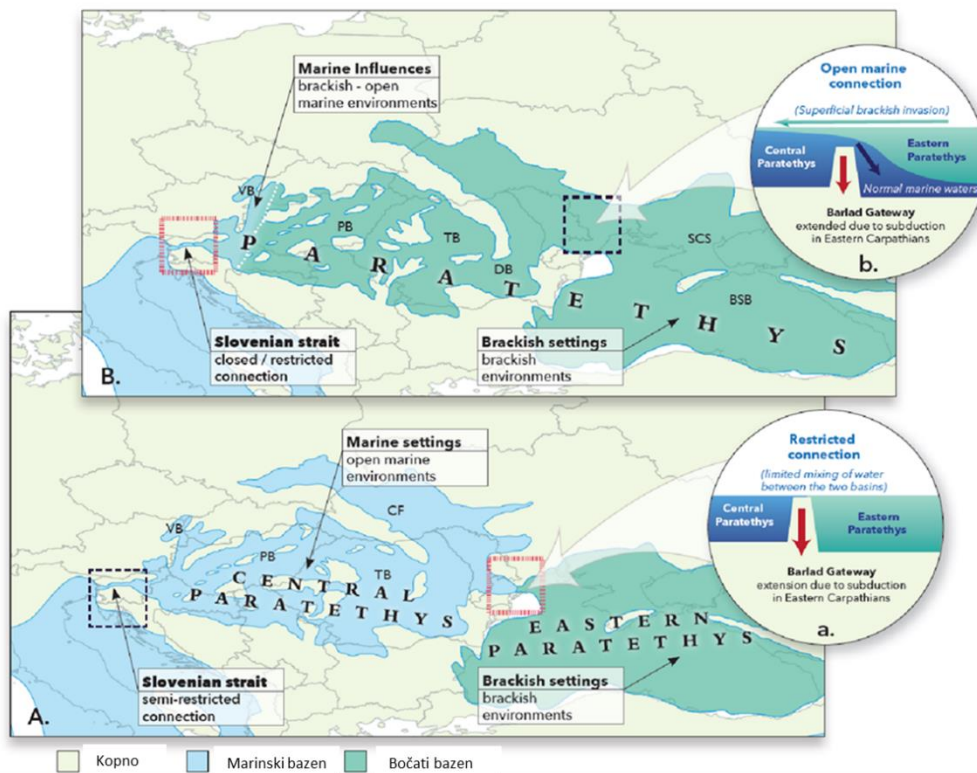 Marine Influences
brackish - open
marine environments
VB
PB
TB
DB
SCS
BSB
P A R A T E T H Y S
Slovenian strait
closed / restricted
connection
Brackish settings
brackish
environments
B.
Open marine
connection
(Superficial brackish invasion)
Central
Paratethys
Eastern
Paratethys
Normal marine waters
Barlad Gateway
extended due to subduction
in Eastern Carpathians
b.
Marine settings
open marine
environments
CF
VB
PB
TB
CENTRAL
PARATETHYS
EASTERN
PARATETHYS
Slovenian strait
semi-restricted
connection
Brackish settings
brackish
environments
A.
Restricted
connection
(limited mixing of water
between the two basins)
Central
Paratethys
Eastern
Paratethys
Barlad Gateway
extension due to subduction
in Eastern Carpathians
a.
Kopno
Marinski bazen
Bočati bazen